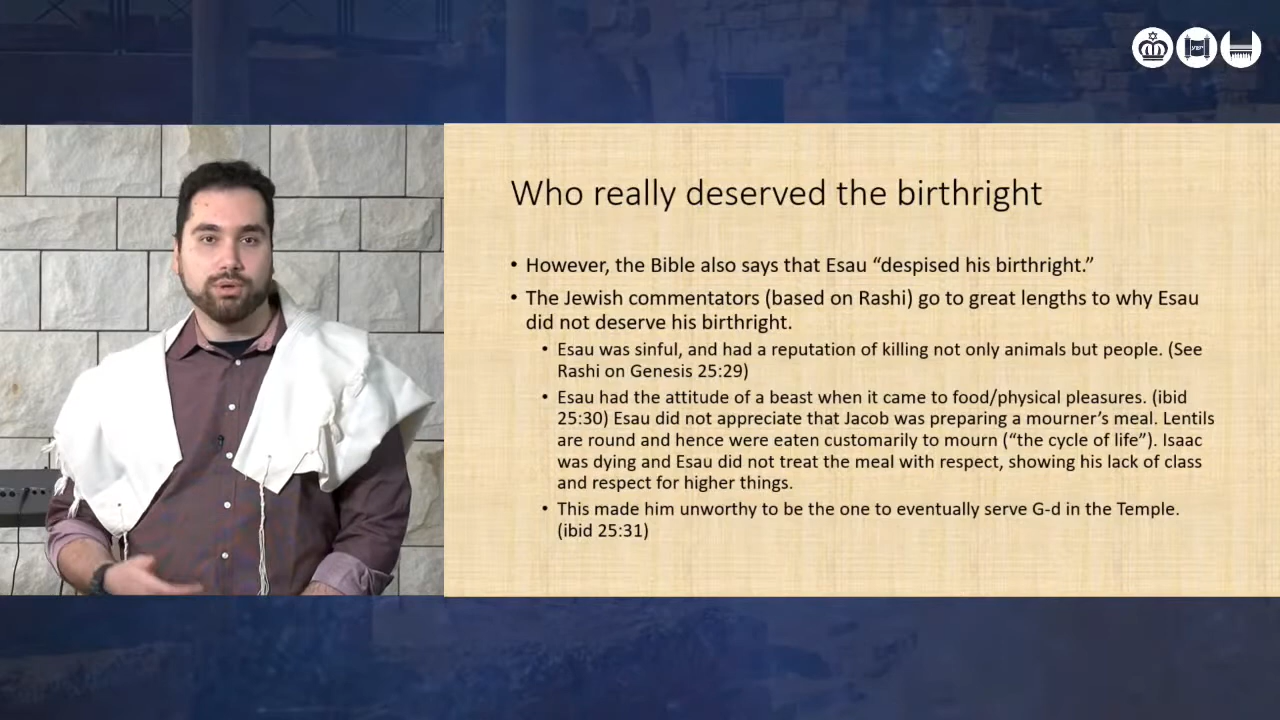 Who really deserved the birthright
• However, the Bible also says that Esau “despised his birthright.”
• The Jewish commentators (based on Rashi) go to great lengths to why Esau
did not deserve his birthright.
• Esau was sinful, and had a reputation of killing not only animals but people. (See
Rashi on Genesis 25:29)
• Esau had the attitude of a beast when it came to food/physical pleasures. (ibid
25:30) Esau did not appreciate that Jacob was preparing a mourner’s meal. Lentils
are round and hence were eaten customarily to mourn (“the cycle of life”). Isaac
was dying and Esau did not treat the meal with respect, showing his lack of class
and respect for higher things.
• This made him unworthy to be the one to eventually serve G-d in the Temple.
(ibid 25:31)